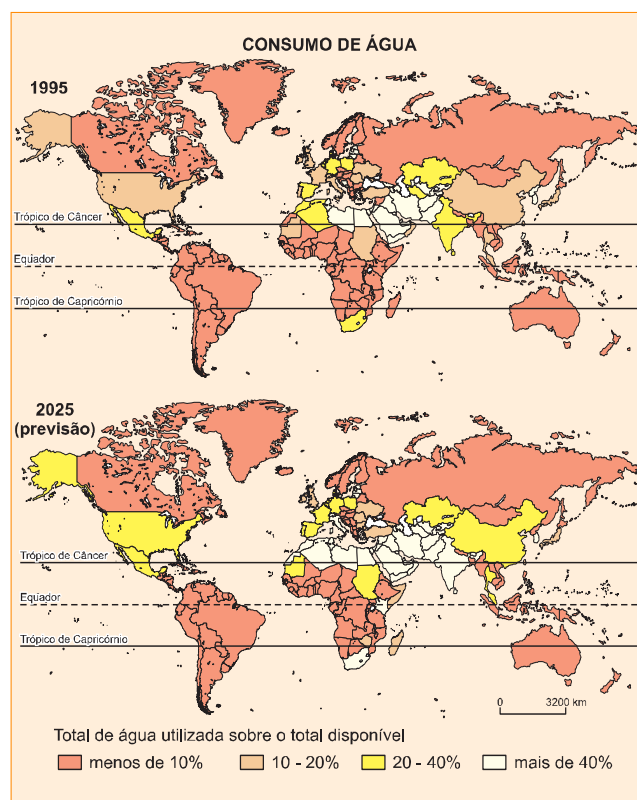 CONSUMO DE ÁGUA
1995
Trópico de Câncer
Equador
Trópico de Capricórnio
2025
(previsão)
Trópico de Câncer
Equador
Trópico de Capricórnio
0 3200 km
Total de água utilizada sobre o total disponível
menos de 10% 10 - 20% 20 - 40% mais de 40%